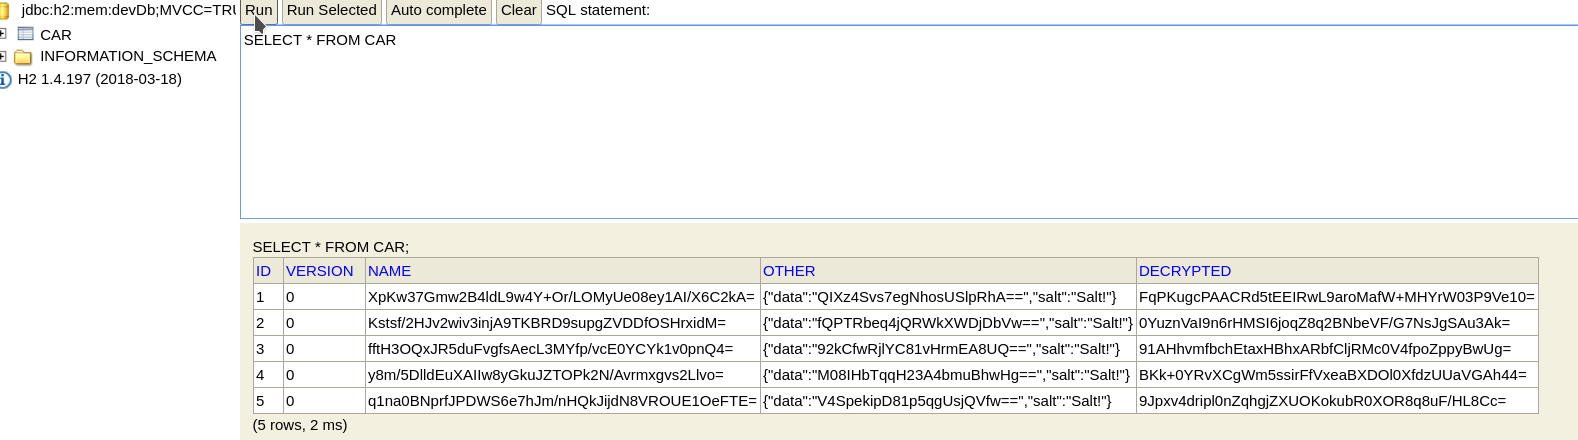 jdbc:h2:mem:devDb;MVCC=TRU
Run Run Selected Auto complete Clear SQL statement:
CAR
INFORMATION_SCHEMA
H2 1.4.197 (2018-03-18)
SELECT * FROM CAR
SELECT * FROM CAR;
ID VERSION NAME OTHER DECRYPTED
1 0 XpKw37Gmw2B4ldL9w4Y+Or/LOMyUe08ey1AI/X6C2kA= {"data":"QIXz4Svs7egNhosUSlpRhA==","salt":"Salt!"} FqPKugcPAACRd5tEEIRwL9aroMafW+MHYrW03P9Ve10=
2 0 Kstsf/2HJv2wiv3injA9TKBRD9supgZVDDfOSHrxidM= {"data":"fQPTRbeq4jQRWkXWDjDbVw==","salt":"Salt!"} 0YuznVaI9n6rHMSI6joqZ8q2BNbeVF/G7NsJgSAu3Ak=
3 0 fftH3OQxJR5duFvgfsAecL3MYfp/vcE0YCYk1v0pnQ4= {"data":"92kCfwRjlYC81vHrmEA8UQ==","salt":"Salt!"} 91AHhvmfbchEtaxHBhxARbfCljRMc0V4fpoZppyBwUg=
4 0 y8m/5DlldEuXAIIw8yGkuJZTOPk2N/Avrmxgvs2Llvo= {"data":"M08IHbTqqH23A4bmuBhwHg==","salt":"Salt!"} BKk+0YRvXCgWm5ssirFfVxeaBXDOl0XfdzUUaVGAh44=
5 0 q1na0BNprfJPDWS6e7hJm/nHQkJijdN8VROUE1OeFTE= {"data":"V4SpekipD81p5qgUsjQVfw==","salt":"Salt!"} 9Jpxv4dripl0nZqhgjZXUOKokubR0XOR8q8uF/HL8Cc=
(5 rows, 2 ms)